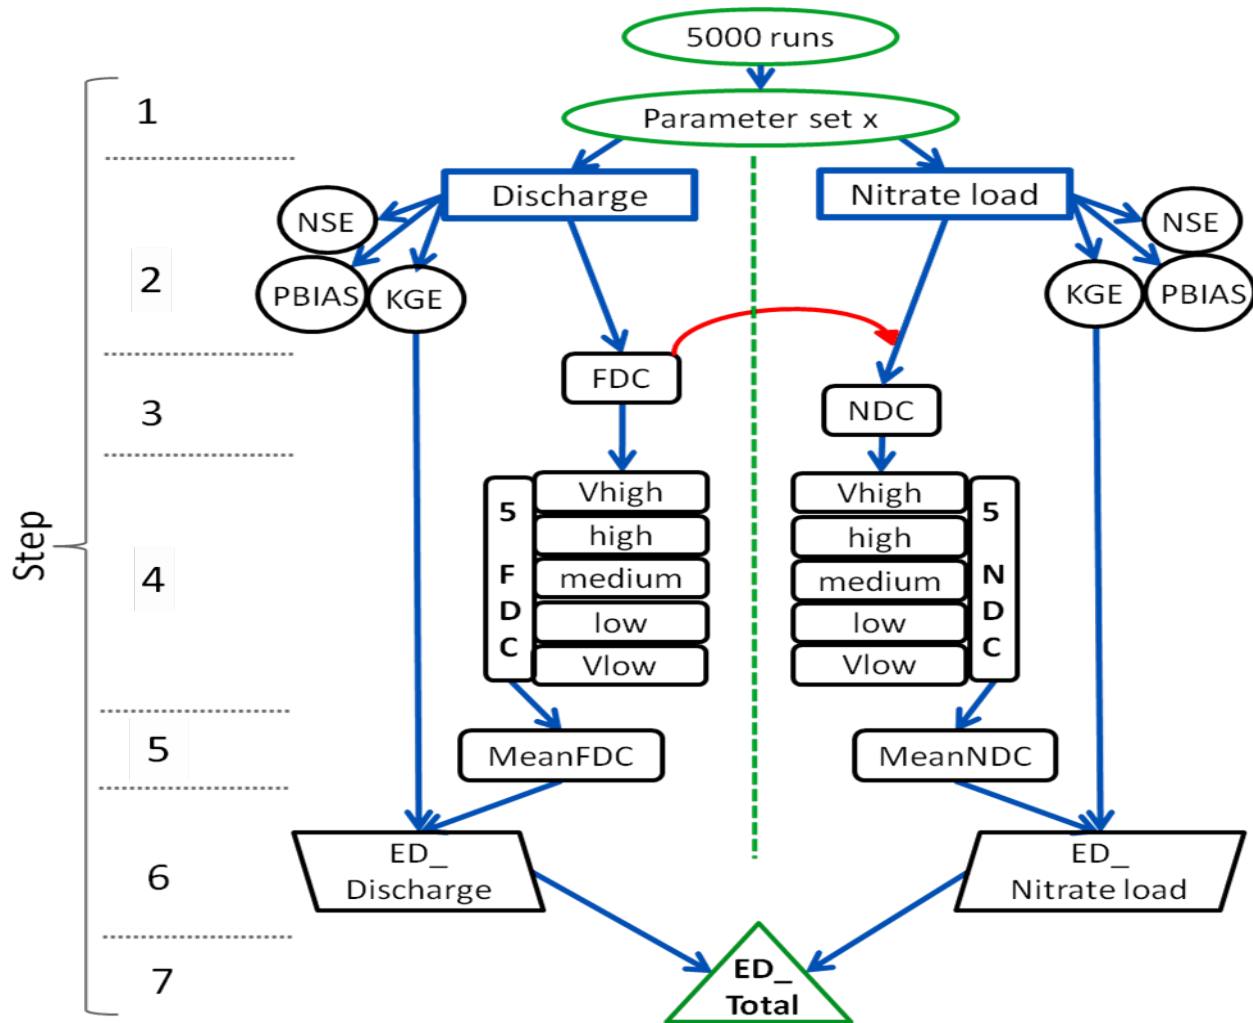 5000 runs
1
Parameter set x
Discharge
Nitrate load
NSE
NSE
2
PBIAS
KGE
KGE
PBIAS
FDC
3
NDC
Step
4
5
F
D
C
Vhigh
high
medium
low
Vlow
Vhigh
high
medium
low
Vlow
5
N
D
C
5
MeanFDC
MeanNDC
6
ED_
Discharge
ED_
Nitrate load
7
ED_
Total